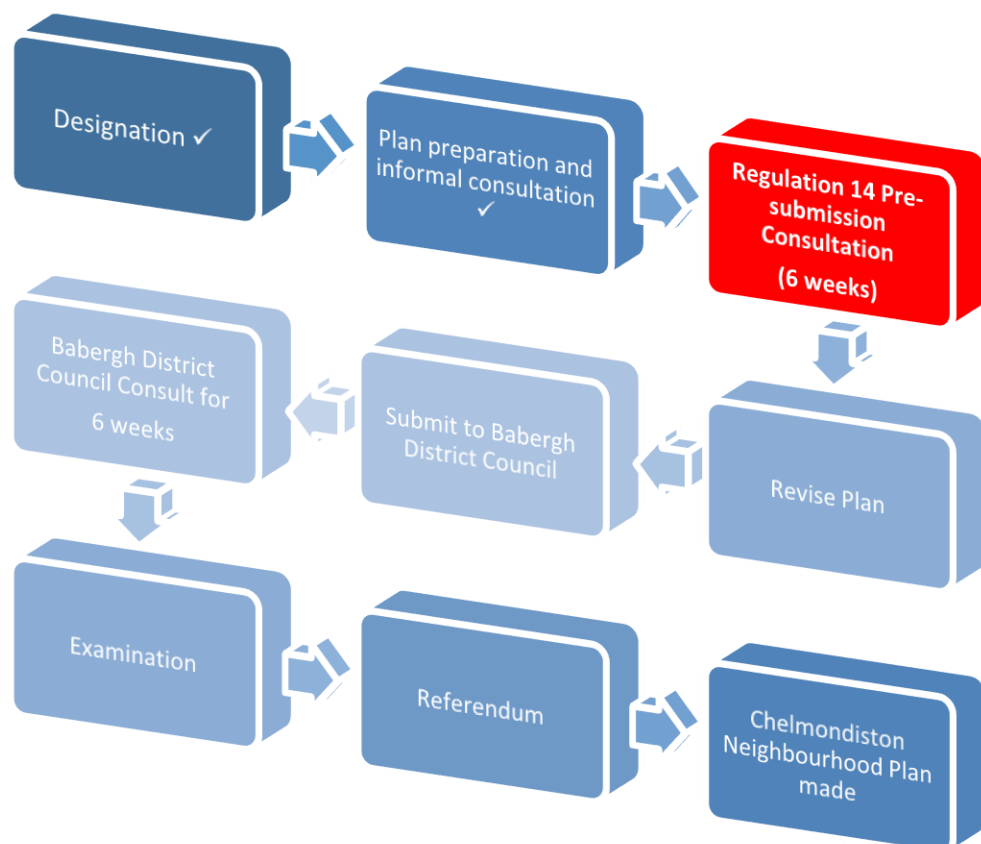 Designation ✓
Plan preparation and
informal consultation
✓
Regulation 14 Pre-
submission
Consultation
(6 weeks)
Revise Plan
Submit to Babergh
District Council
Babergh District
Council Consult for
6 weeks
Examination
Referendum
Chelmondiston
Neighbourhood Plan
made